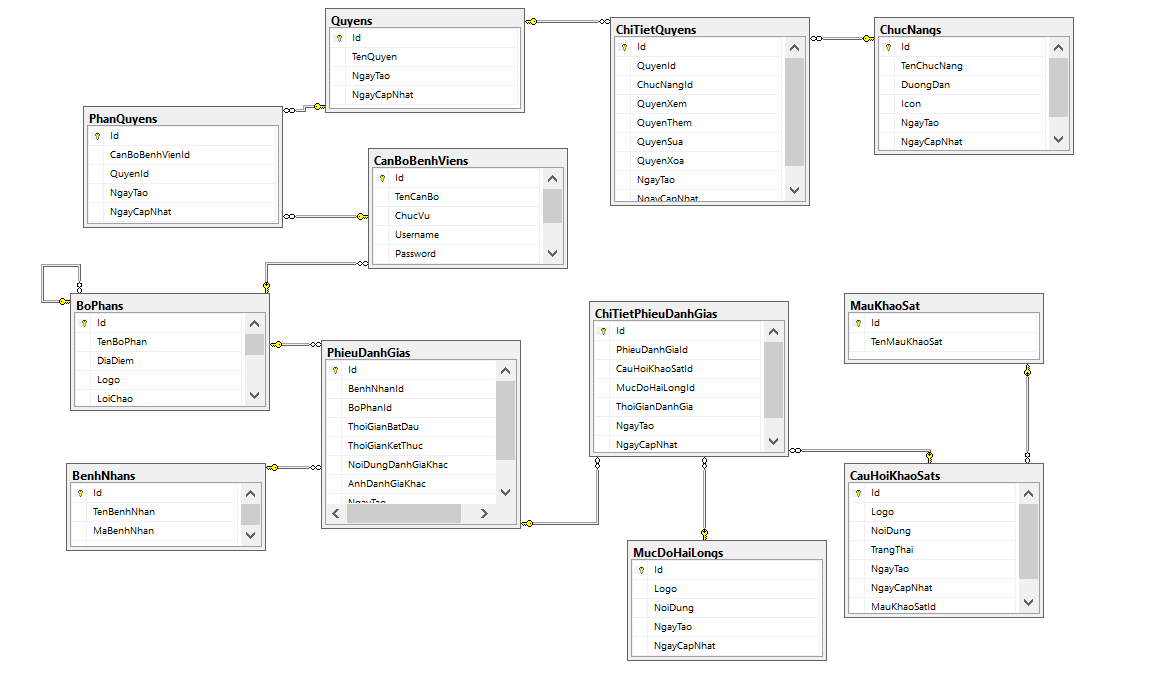 Quyens
Id
TenQuyen
NgayTao
NgayCapNhat
ChiTietQuyens
Id
QuyenId
ChucNangId
QuyenXem
QuyenThem
QuyenSua
QuyenXoa
NgayTao
NgayCapNhat
ChucNangs
Id
TenChucNang
DuongDan
Icon
NgayTao
NgayCapNhat
PhanQuyens
Id
CanBoBenhVienId
QuyenId
NgayTao
NgayCapNhat
CanBoBenhViens
Id
TenCanBo
ChucVu
Username
Password
BoPhans
Id
TenBoPhan
DiaDiem
Logo
LoiChao
PhieuDanhGias
Id
BenhNhanId
BoPhanId
ThoiGianBatDau
ThoiGianKetThuc
NoiDungDanhGiaKhac
AnhDanhGiaKhac
NgayTao
ChiTietPhieuDanhGias
Id
PhieuDanhGiaId
CauHoiKhaoSatId
MucDoHaiLongId
ThoiGianDanhGia
NgayTao
NgayCapNhat
MauKhaoSat
Id
TenMauKhaoSat
BenhNhans
Id
TenBenhNhan
MaBenhNhan
CauHoiKhaoSats
Id
Logo
NoiDung
TrangThai
NgayTao
NgayCapNhat
MauKhaoSatId
MucDoHaiLongs
Id
Logo
NoiDung
NgayTao
NgayCapNhat